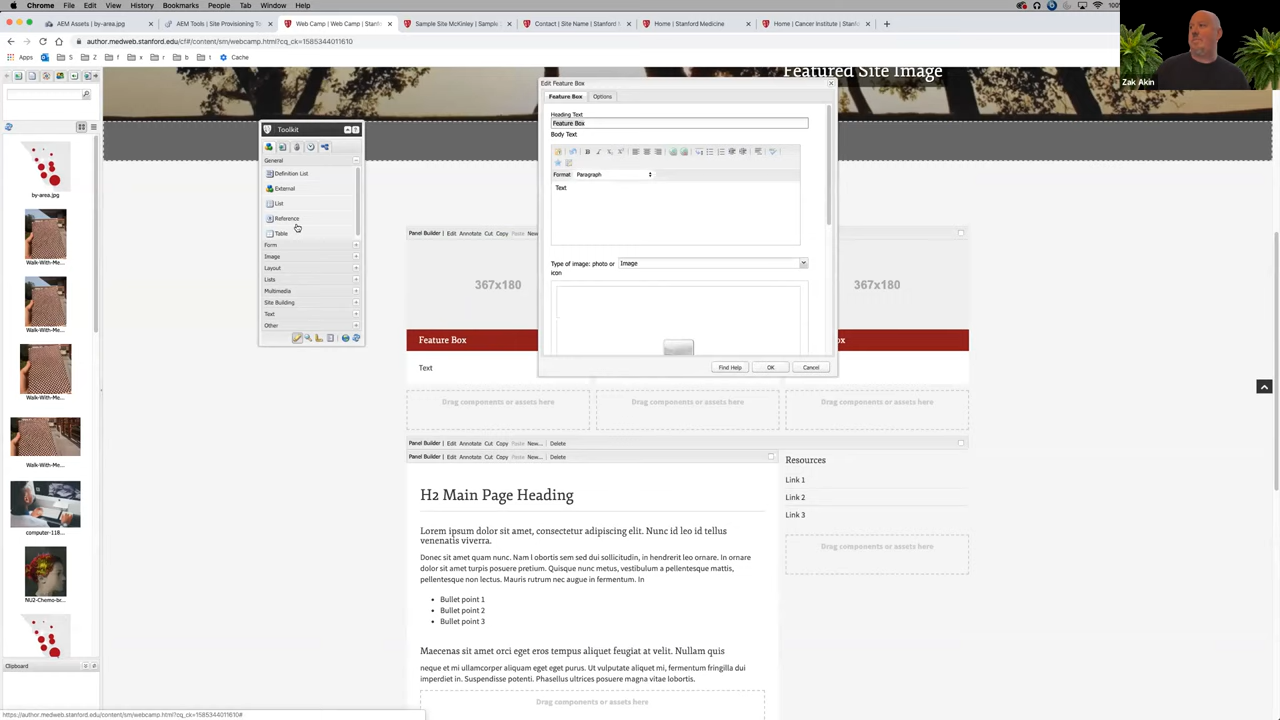 Chrome File Edit View History Bookmarks People Tab Window Help
AEM Assets | by-area.jpg
AEM Tools | Site Provisioning To
Web Camp | Web Camp | Stanf
Sample Site McKinley | Sample
Contact | Site Name | Stanford M
Home | Stanford Medicine
Home | Cancer Institute | Stanfo
author.medweb.stanford.edu/cf#/content/sm/webcamp.html?cq_ck=1585344011610
Apps S Z f x r b t Cache
Zak Akin
Featured Site Image
Toolkit
General
Definition List
External
List
Reference
Table
Form
Image
Layout
Lists
Multimedia
Site Building
Text
Other
by-area.jpg
Walk-With-Me...
Walk-With-Me...
Walk-With-Me...
Walk-With-Me...
computer-118...
NU2-Chemo-br...
Clipboard
Edit Feature Box
Feature Box Options
Heading Text
Feature Box
Body Text
Format Paragraph
Text
Type of image: photo or icon
Image
Find Help OK Cancel
Panel Builder | Edit Annotate Cut Copy Paste New
367x180
367x180
Feature Box
ox
Text
Drag components or assets here
Drag components or assets here
Drag components or assets here
Panel Builder | Edit Annotate Cut Copy Paste New... | Delete
Panel Builder | Edit Annotate Cut Copy Paste New... | Delete
H2 Main Page Heading
Lorem ipsum dolor sit amet, consectetur adipiscing elit. Nunc id leo id tellus
venenatis viverra.
Donec sit amet quam nunc. Nam l obortis sem sed dui sollicitudin, in hendrerit leo ornare. In ornare
dolor sit amet turpis posuere pretium. Quisque nunc metus, vestibulum a pellentesque mattis,
pellentesque non lectus. Mauris rutrum nec augue in fermentum. In
• Bullet point 1
• Bullet point 2
• Bullet point 3
Maecenas sit amet orci eget eros tempus aliquet feugiat at velit. Nullam quis
neque et mi ullamcorper aliquam eget eget purus. Ut vulputate aliquet mi, fermentum fringilla dui
imperdiet in. Suspendisse potenti. Phasellus ultrices posuere magna vitae lobortis.
Drag components or assets here
Resources
Link 1
Link 2
Link 3
Drag components or assets here
https://author.medweb.stanford.edu/sm/webcamp.html?cq_ck=1585344011610#